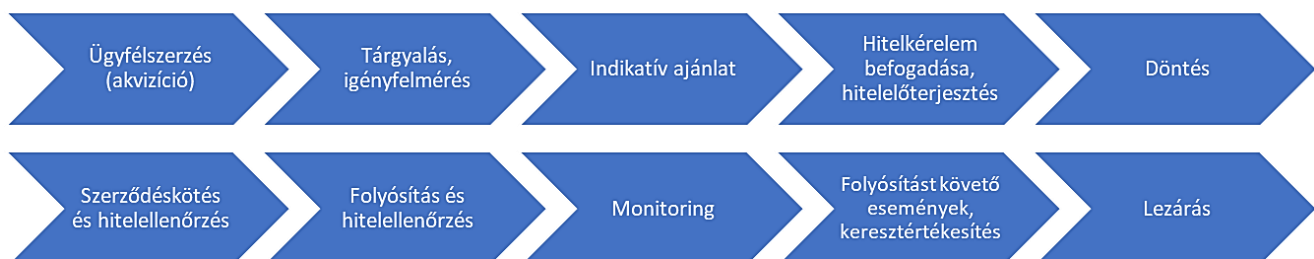 Ügyfélszerzés
(akvizíció)
Tárgyalás,
igényfelmérés
Indikatív ajánlat
Hitelkérelem
befogadása,
hitelelőterjesztés
Döntés
Szerződéskötés
és hitelellenőrzés
Folyósítás és
hitelellenőrzés
Monitoring
Folyósítást követő
események,
keresztértékesítés
Lezárás